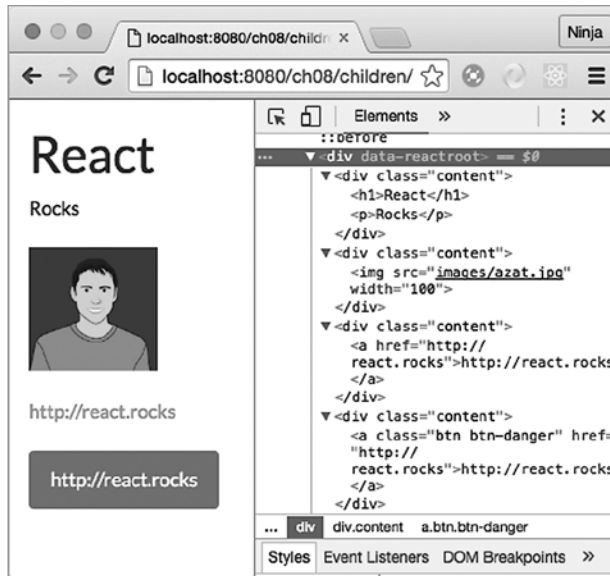 localhost:8080/ch08/childr ×
Ninja
localhost:8080/ch08/children/
React
Rocks
http://react.rocks
http://react.rocks
Elements »
::before
... ▼<div data-reactroot> == $0
▼<div class="content">
<h1>React</h1>
<p>Rocks</p>
</div>
▼<div class="content">
<img src="images/azat.jpg"
width="100">
</div>
▼<div class="content">
<a href="http://
react.rocks">http://react.rocks
</a>
</div>
▼<div class="content">
<a class="btn btn-danger" href=
"http://
react.rocks">http://react.rocks
</a>
</div>
... div div.content a.btn.btn-danger
Styles Event Listeners DOM Breakpoints »